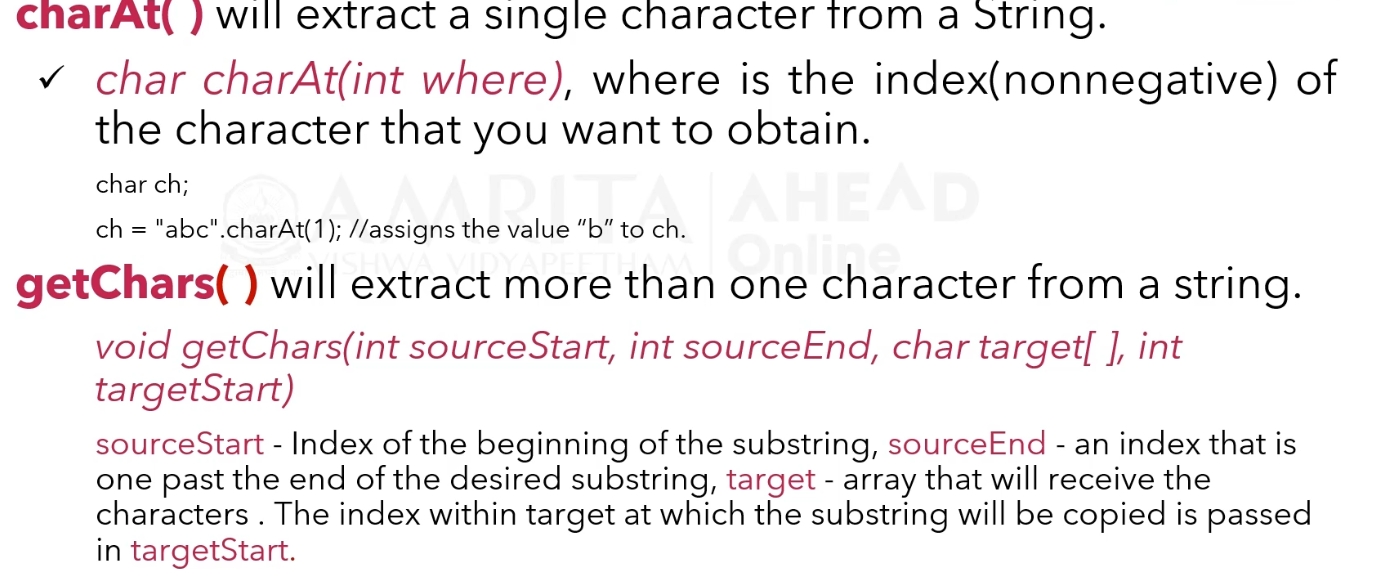 charAt( ) will extract a single character from a String.
✓ char charAt(int where), where is the index(nonnegative) of
the character that you want to obtain.
char ch;
ch = "abc".charAt(1); //assigns the value “b” to ch.
AMRITA AHEAD
VISHWA VIDYAPEETHAM Online
getChars( ) will extract more than one character from a string.
void getChars(int sourceStart, int sourceEnd, char target[ ], int
targetStart)
sourceStart - Index of the beginning of the substring, sourceEnd - an index that is
one past the end of the desired substring, target - array that will receive the
characters . The index within target at which the substring will be copied is passed
in targetStart.